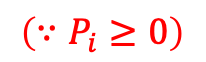 (∵ Pᵢ ≥ 0)